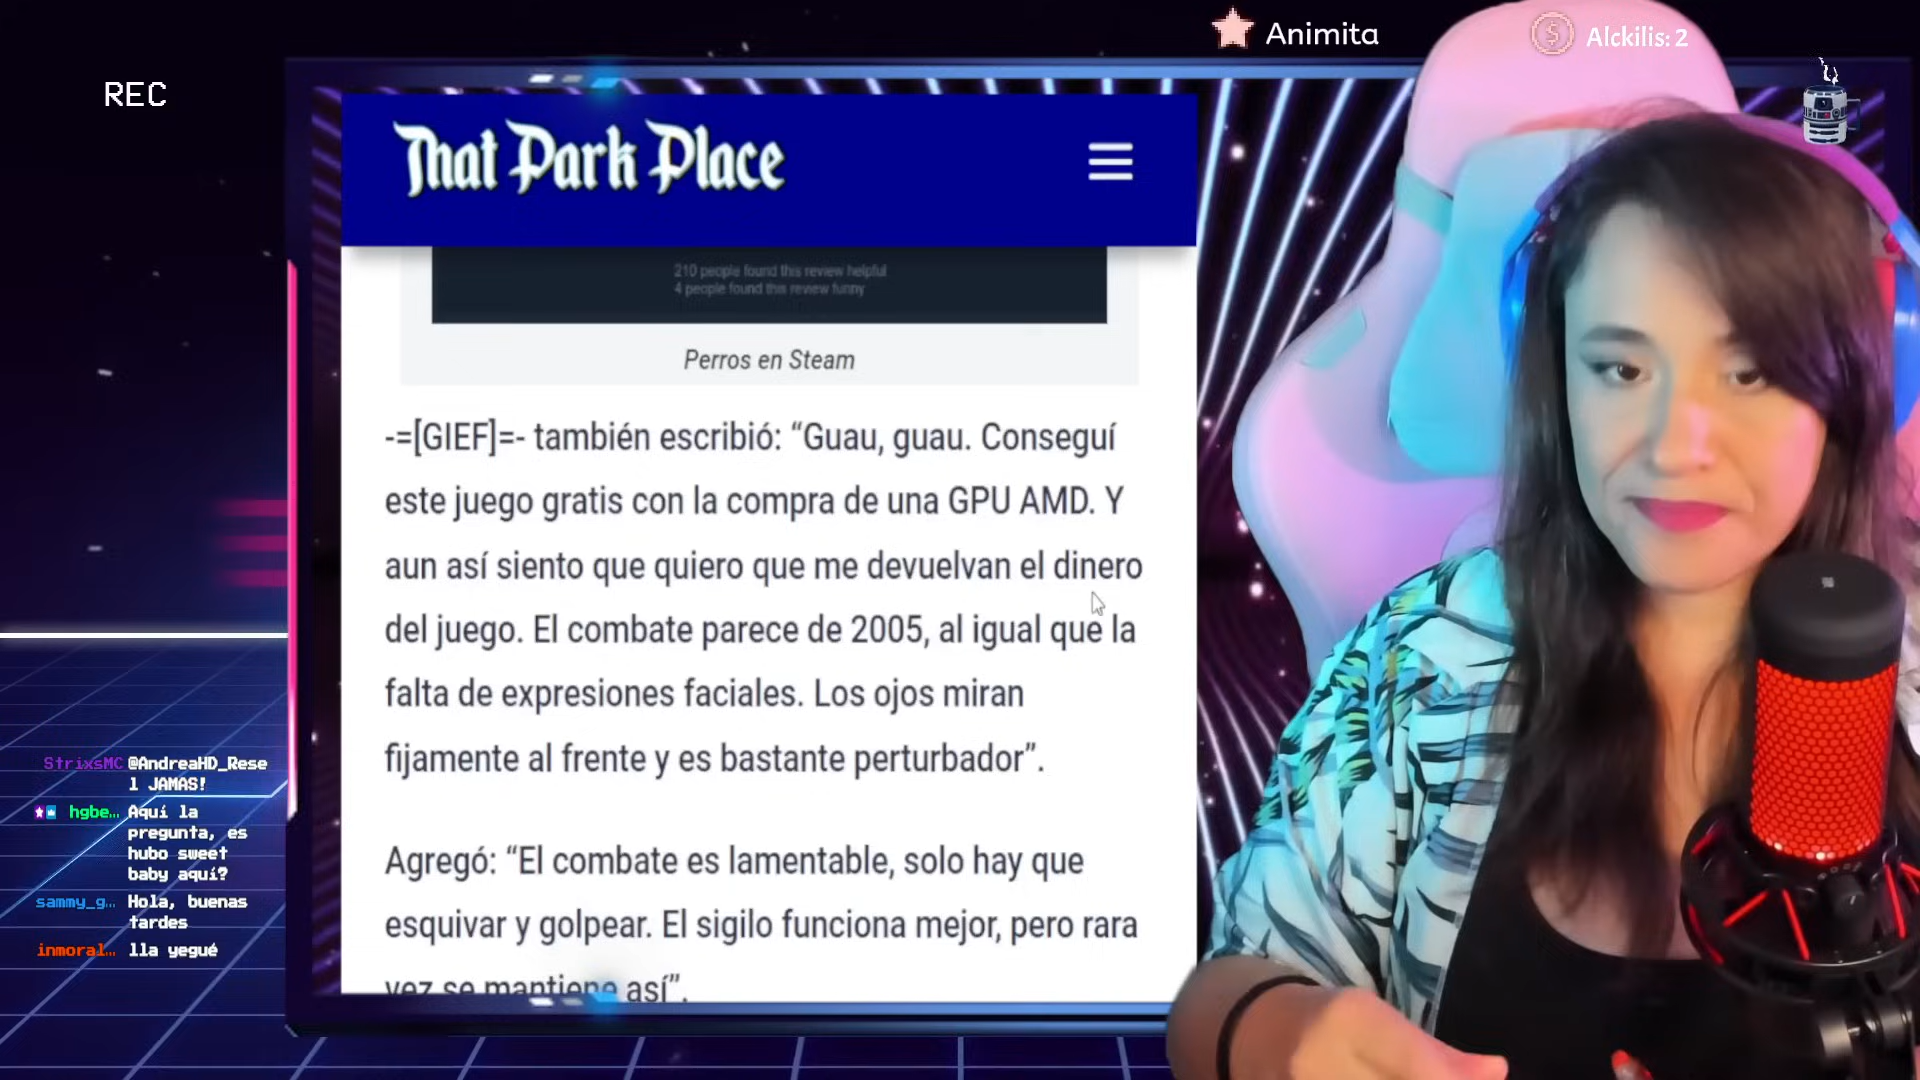 Animita
Alckilis: 2
REC
That Park Place
210 people found this review helpful
4 people found this review funny
Perros en Steam
-=[GIEF]=- también escribió: “Guau, guau. Conseguí
este juego gratis con la compra de una GPU AMD. Y
aun así siento que quiero que me devuelvan el dinero
del juego. El combate parece de 2005, al igual que la
falta de expresiones faciales. Los ojos miran
fijamente al frente y es bastante perturbador”.
Agregó: “El combate es lamentable, solo hay que
esquivar y golpear. El sigilo funciona mejor, pero rara
vez se mantiene así”.
StrixsMC @AndreaHD_Rese
l JAMAS!
hgbe… Aquí la
pregunta, es
hubo sweet
baby aquí?
sammy_g… Hola, buenas
tardes
inmoral… lla yegué